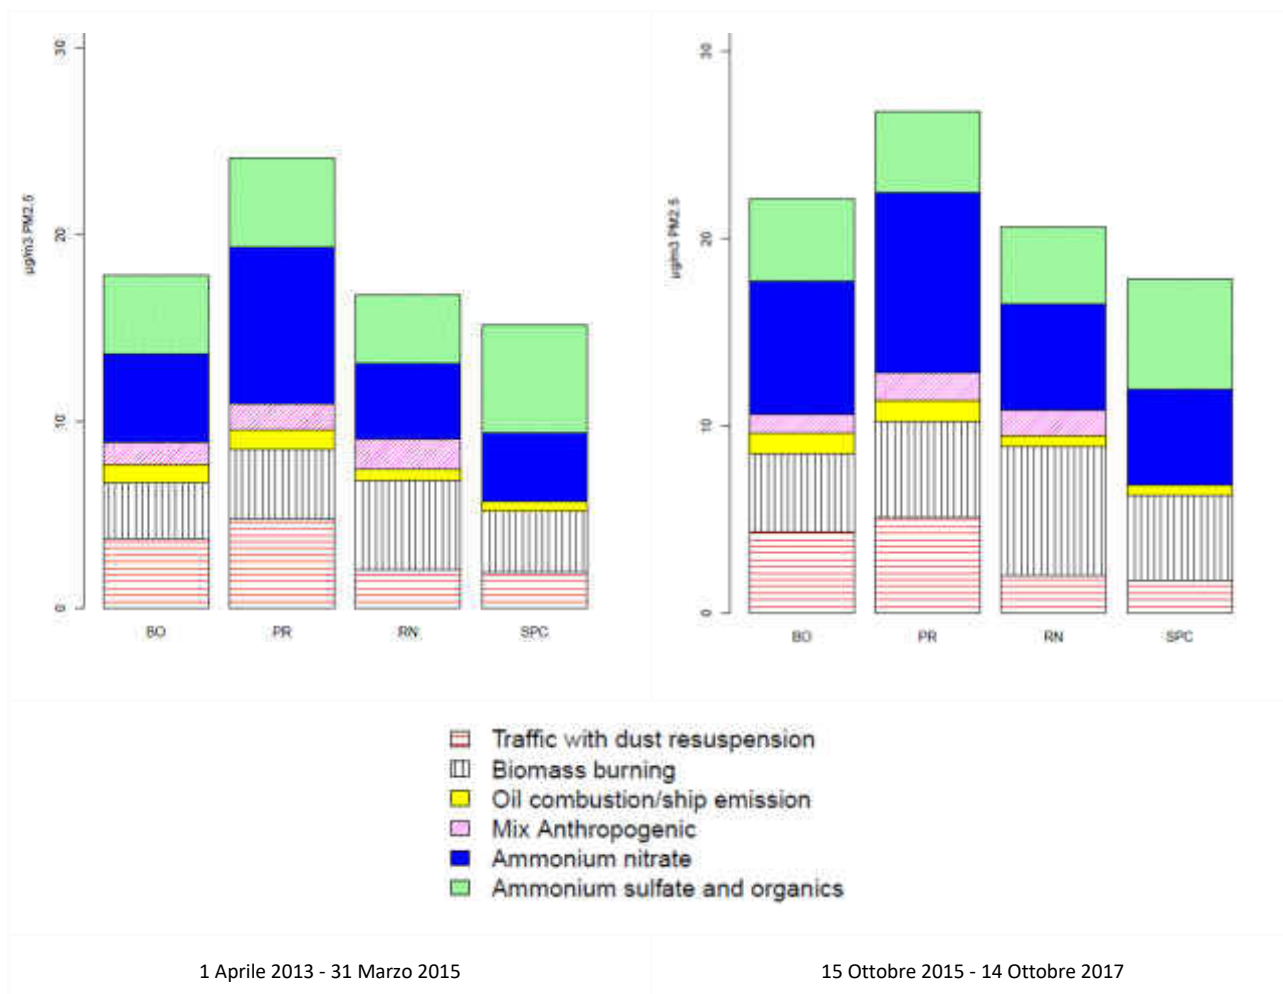 30
20
10
0
µg/m3 PM2.5
BO PR RN SPC
30
20
10
0
µg/m3 PM2.5
BO PR RN SPC
Traffic with dust resuspension
Biomass burning
Oil combustion/ship emission
Mix Anthropogenic
Ammonium nitrate
Ammonium sulfate and organics
1 Aprile 2013 - 31 Marzo 2015
15 Ottobre 2015 - 14 Ottobre 2017